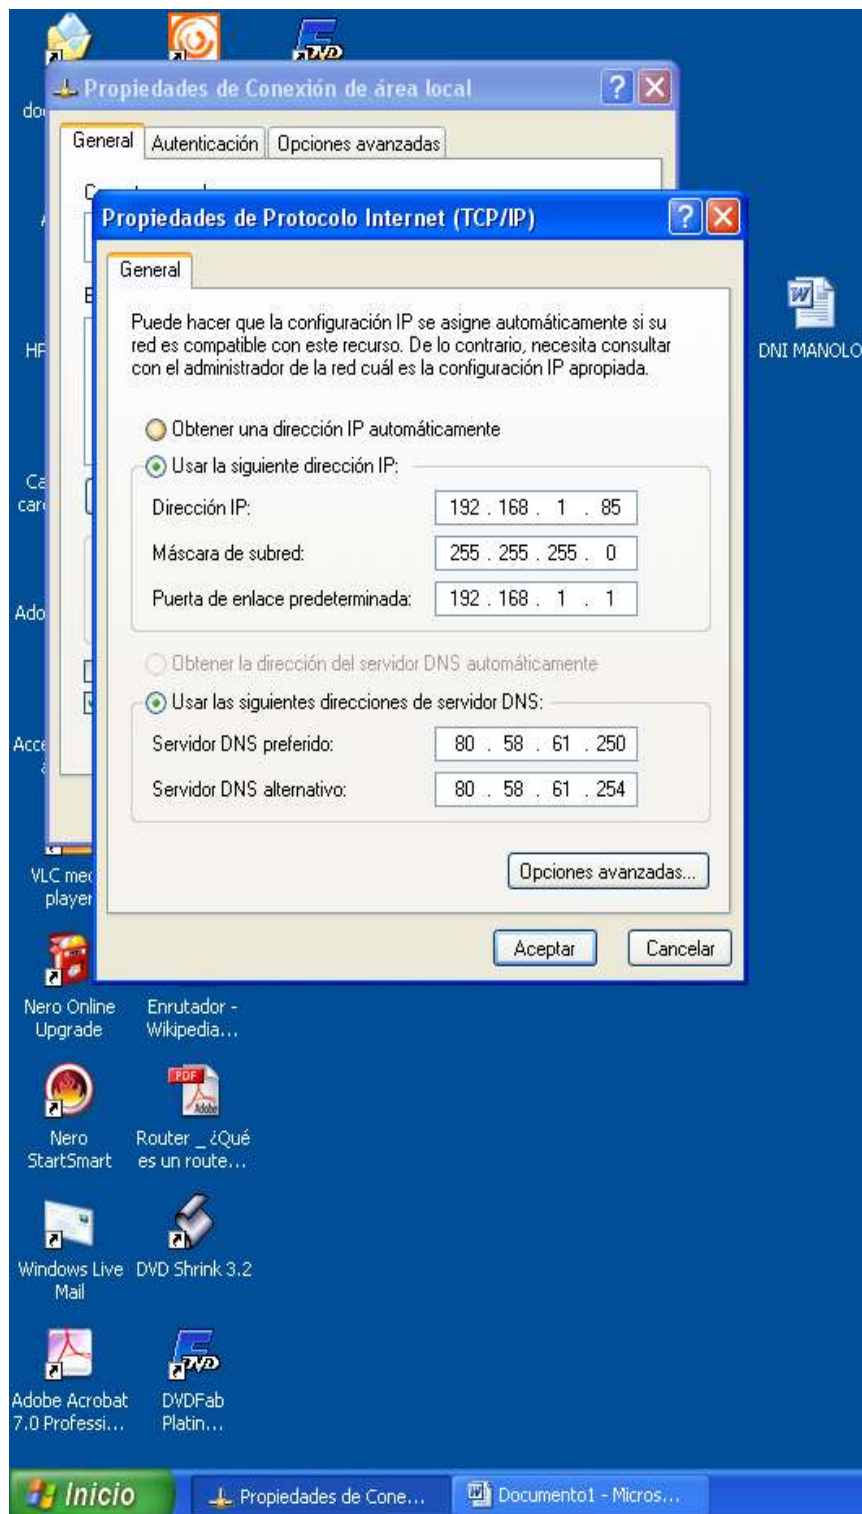 Propiedades de Conexión de área local
General
Autenticación
Opciones avanzadas
Propiedades de Protocolo Internet (TCP/IP)
General
Puede hacer que la configuración IP se asigne automáticamente si su
red es compatible con este recurso. De lo contrario, necesita consultar
con el administrador de la red cuál es la configuración IP apropiada.
Obtener una dirección IP automáticamente
Usar la siguiente dirección IP:
Dirección IP: 192 . 168 . 1 . 85
Máscara de subred: 255 . 255 . 255 . 0
Puerta de enlace predeterminada: 192 . 168 . 1 . 1
Obtener la dirección del servidor DNS automáticamente
Usar las siguientes direcciones de servidor DNS:
Servidor DNS preferido: 80 . 58 . 61 . 250
Servidor DNS alternativo: 80 . 58 . 61 . 254
Opciones avanzadas...
Aceptar
Cancelar
DNI MANOLO
HP
Ado
Acce
VLC med
player
Nero Online
Upgrade
Enrutador -
Wikipedia...
Nero
StartSmart
Router _ ¿Qué
es un route...
Windows Live
Mail
DVD Shrink 3.2
Adobe Acrobat
7.0 Professi...
DVDFab
Platin...
Inicio
Propiedades de Cone...
Documento1 - Micros...